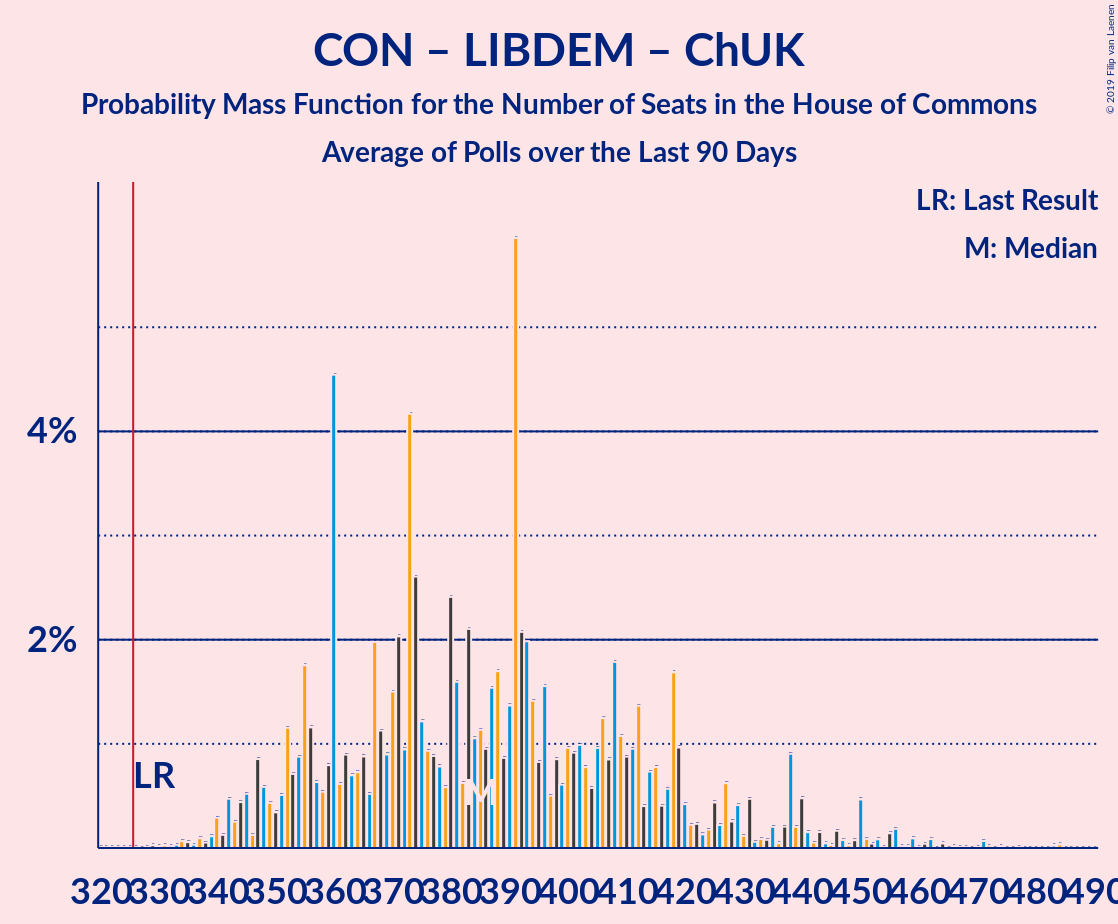 CON – LIBDEM – ChUK
Probability Mass Function for the Number of Seats in the House of Commons
Average of Polls over the Last 90 Days
© 2019 Filip van Laenen
LR: Last Result
M: Median
4%
2%
LR
M
320 330 340 350 360 370 380 390 400 410 420 430 440 450 460 470 480 490